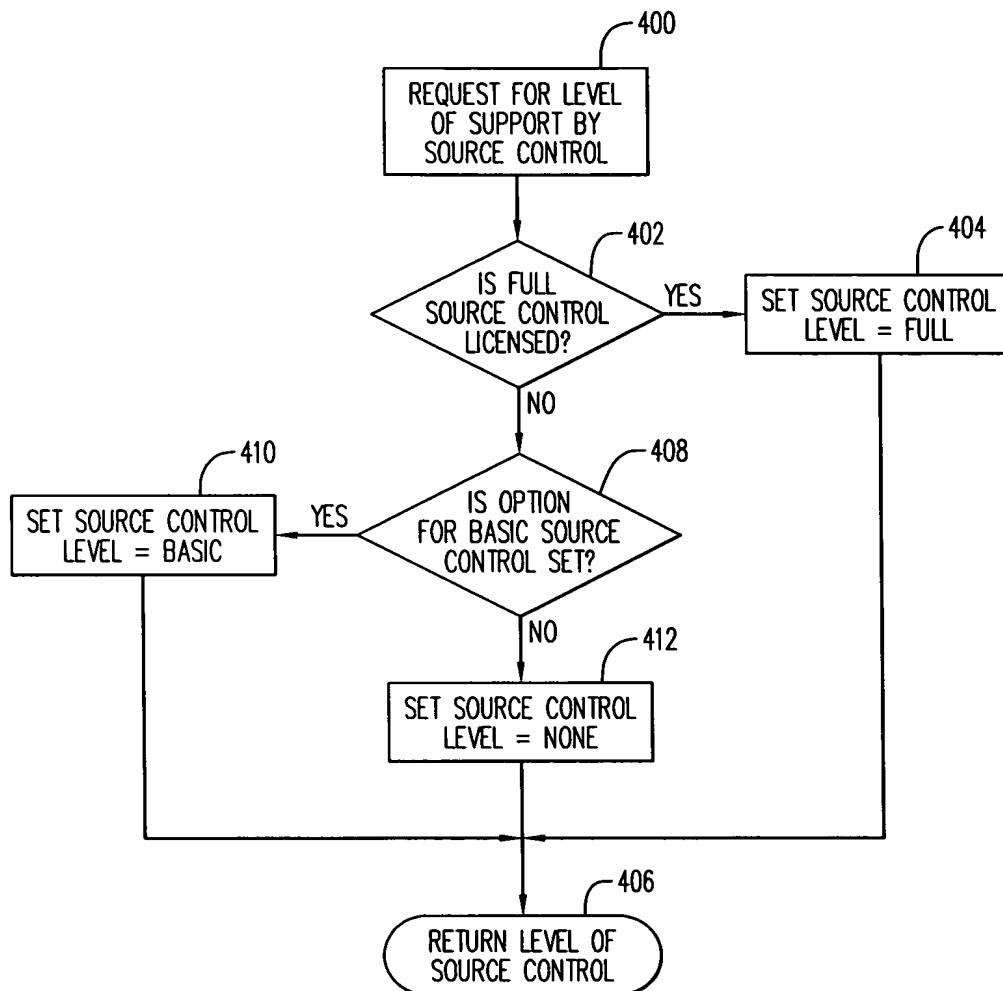 400
REQUEST FOR LEVEL
OF SUPPORT BY
SOURCE CONTROL
402
IS FULL
SOURCE CONTROL
LICENSED?
YES
404
SET SOURCE CONTROL
LEVEL = FULL
NO
408
IS OPTION
FOR BASIC SOURCE
CONTROL SET?
YES
410
SET SOURCE CONTROL
LEVEL = BASIC
NO
412
SET SOURCE CONTROL
LEVEL = NONE
406
RETURN LEVEL OF
SOURCE CONTROL